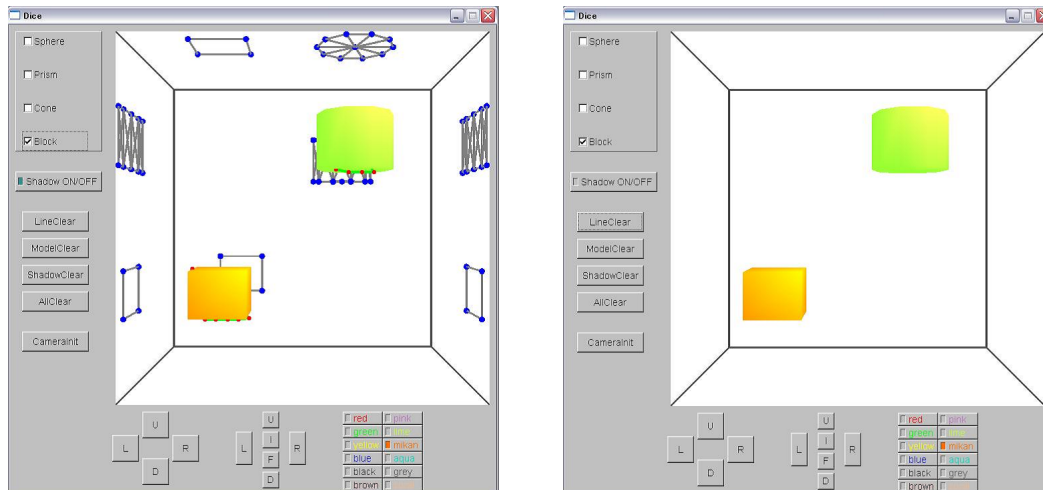 Dice
Sphere
Prism
Cone
Block
Shadow ON/OFF
LineClear
ModelClear
ShadowClear
AllClear
CameraInit
U
L R
D
U
L I R
F
D
red pink
green lime
yellow mikan
blue aqua
black grey
brown
Dice
Sphere
Prism
Cone
Block
Shadow ON/OFF
LineClear
ModelClear
ShadowClear
AllClear
CameraInit
U
L R
D
U
L I R
F
D
red pink
green lime
yellow mikan
blue aqua
black grey
brown